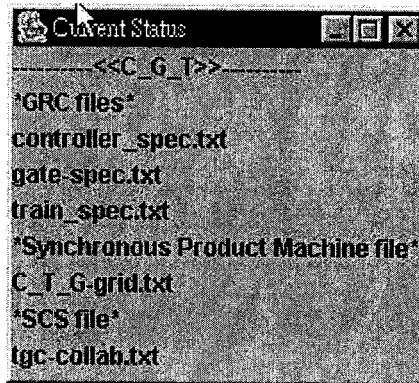 Current Status
----------<<C_G_T>>----------
*GRC files*
controller_spec.txt
gate-spec.txt
train_spec.txt
*Synchronous Product Machine file*
C_T_G-grid.txt
*SCS file*
tgc-collab.txt